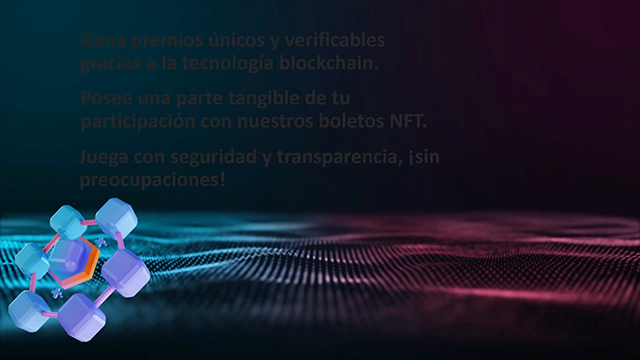 Gana premios únicos y verificables
gracias a la tecnología blockchain.
Posee una parte tangible de tu
participación con nuestros boletos NFT.
Juega con seguridad y transparencia, ¡sin
preocupaciones!